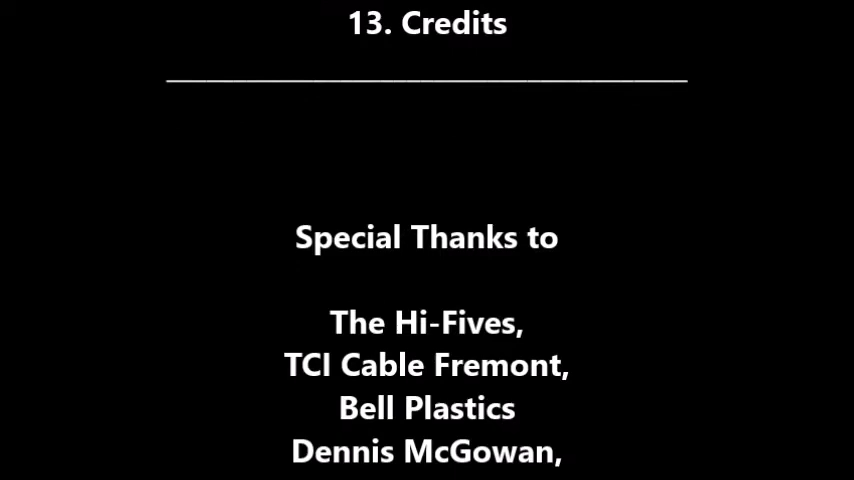 13. Credits
Special Thanks to
The Hi-Fives,
TCI Cable Fremont,
Bell Plastics
Dennis McGowan,